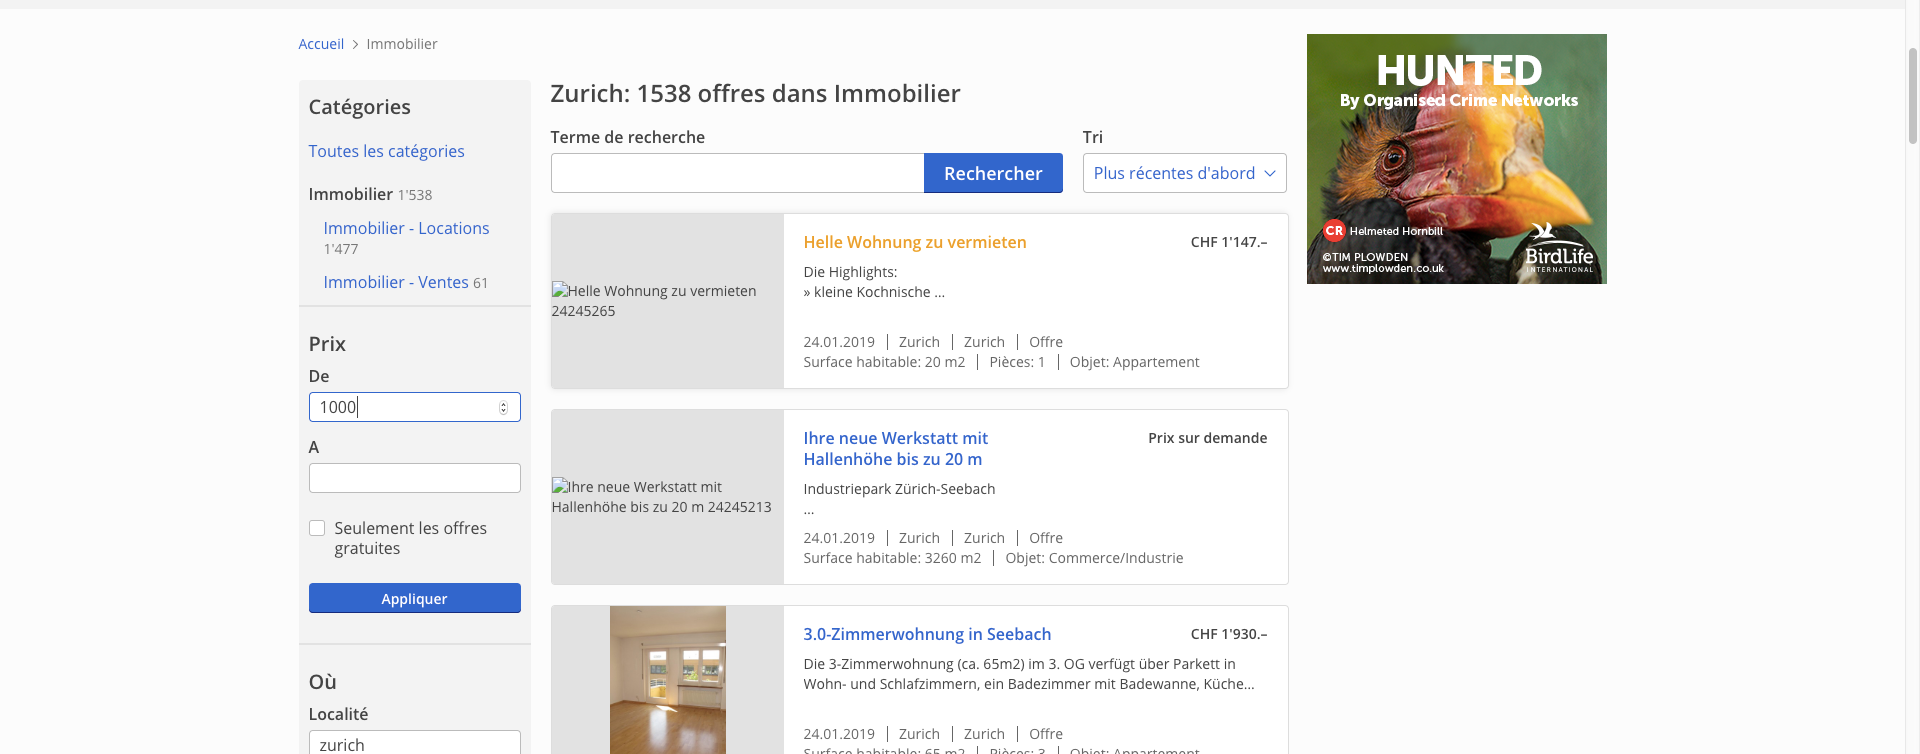 Accueil > Immobilier
Catégories
Toutes les catégories
Immobilier 1'538
Immobilier - Locations
1'477
Immobilier - Ventes 61
Prix
De
1000
A
Seulement les offres
gratuites
Appliquer
Où
Localité
zurich
Zurich: 1538 offres dans Immobilier
Terme de recherche
Rechercher
Tri
Plus récentes d'abord
Helle Wohnung zu vermieten
24245265
Helle Wohnung zu vermieten CHF 1'147.–
Die Highlights:
» kleine Kochnische ...
24.01.2019 | Zurich | Zurich | Offre
Surface habitable: 20 m2 | Pièces: 1 | Objet: Appartement
Ihre neue Werkstatt mit
Hallenhöhe bis zu 20 m 24245213
Ihre neue Werkstatt mit Prix sur demande
Hallenhöhe bis zu 20 m
Industriepark Zürich-Seebach
...
24.01.2019 | Zurich | Zurich | Offre
Surface habitable: 3260 m2 | Objet: Commerce/Industrie
3.0-Zimmerwohnung in Seebach CHF 1'930.–
Die 3-Zimmerwohnung (ca. 65m2) im 3. OG verfügt über Parkett in
Wohn- und Schlafzimmern, ein Badezimmer mit Badewanne, Küche...
24.01.2019 | Zurich | Zurich | Offre
Surface habitable: 65 m2 | Pièces: 3 | Objet: Appartement
HUNTED
By Organised Crime Networks
CR Helmeted Hornbill
©TIM PLOWDEN
www.timplowden.co.uk
BirdLife
INTERNATIONAL